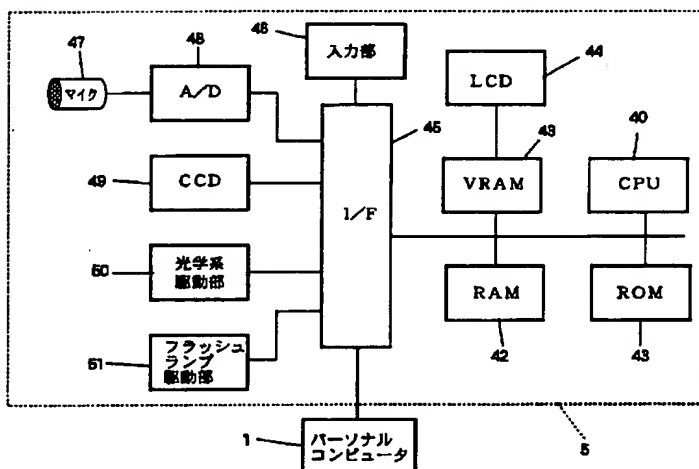 47
48
46
入力部
LCD
44
マイク
A/D
45
43
40
49
CCD
I/F
VRAM
CPU
50
光学系
駆動部
RAM
ROM
51
フラッシュ
ランプ
駆動部
42
43
1
パーソナル
コンピュータ
5